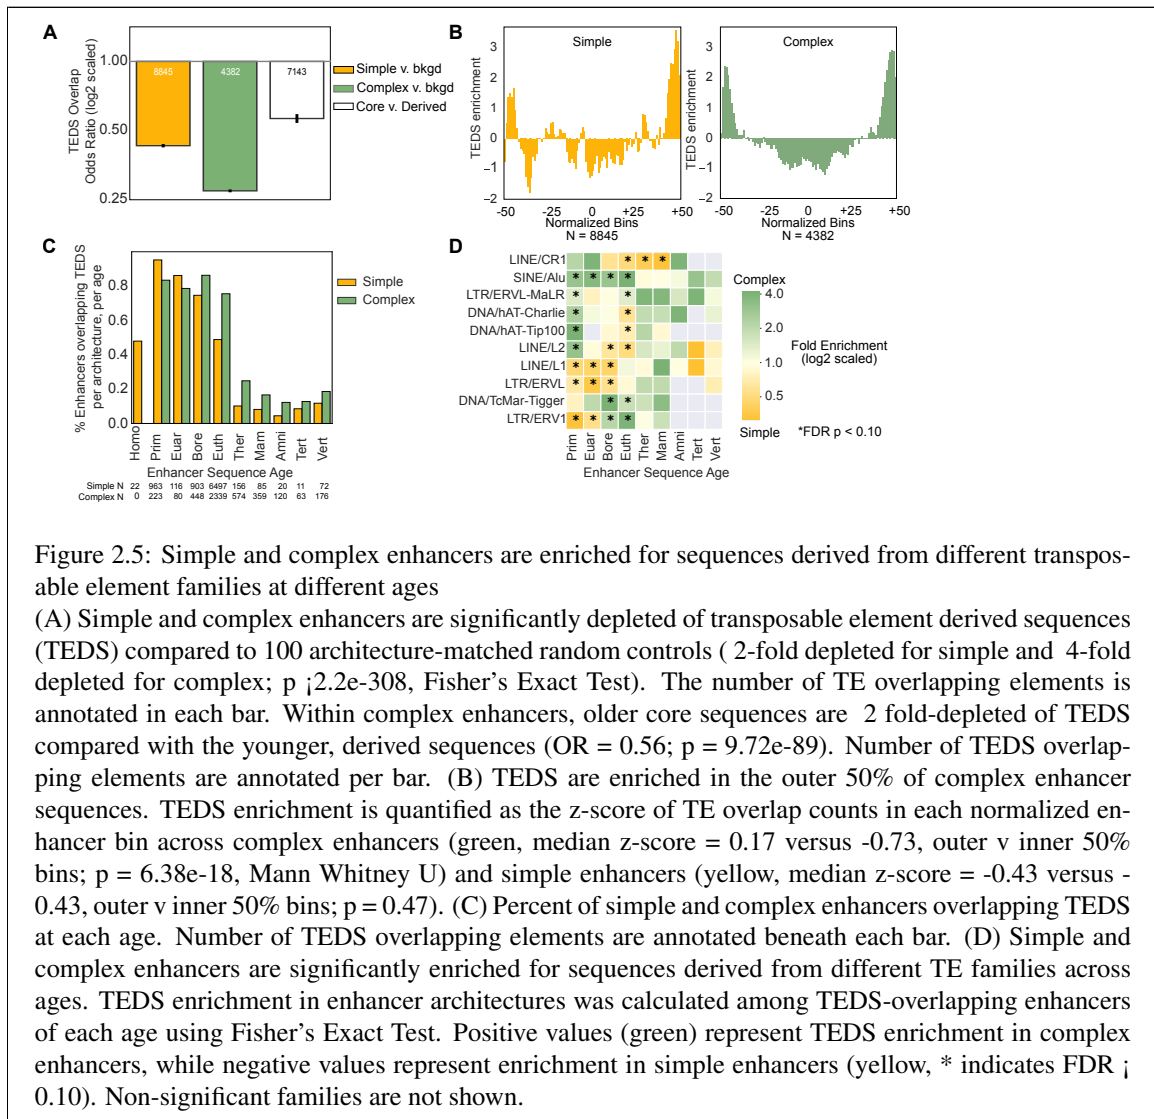 A
TEDS Overlap
Odds Ratio (log2 scaled)
1.00
0.50
0.25
8845
4382
7143
Simple v. bkgd
Complex v. bkgd
Core v. Derived
B
Simple
TEDS enrichment
3
2
1
0
−1
−2
-50 -25 0 +25 +50
Normalized Bins
N = 8845
Complex
TEDS enrichment
3
2
1
0
−1
−2
-50 -25 0 +25 +50
Normalized Bins
N = 4382
C
% Enhancers overlapping TEDS
per architecture, per age
0.8
0.6
0.4
0.2
0.0
Simple
Complex
Homo Prim Euar Bore Euth Ther Mam Amni Tert Vert
Enhancer Sequence Age
Simple N 22 963 116 903 6497 156 85 20 11 72
Complex N 0 223 80 448 2339 574 359 120 63 176
D
LINE/CR1 * * *
SINE/Alu * * * *
LTR/ERVL-MaLR * *
DNA/hAT-Charlie * *
DNA/hAT-Tip100 * *
LINE/L2 * * *
LINE/L1 * * *
LTR/ERVL * * *
DNA/TcMar-Tigger * *
LTR/ERV1 * * * *
Prim Euar Bore Euth Ther Mam Amni Tert Vert
Enhancer Sequence Age
Complex
4.0
2.0
1.0
0.5
Fold Enrichment
(log2 scaled)
Simple *FDR p < 0.10
Figure 2.5: Simple and complex enhancers are enriched for sequences derived from different transpos-
able element families at different ages
(A) Simple and complex enhancers are significantly depleted of transposable element derived sequences
(TEDS) compared to 100 architecture-matched random controls ( 2-fold depleted for simple and 4-fold
depleted for complex; p ¡2.2e-308, Fisher's Exact Test). The number of TE overlapping elements is
annotated in each bar. Within complex enhancers, older core sequences are 2 fold-depleted of TEDS
compared with the younger, derived sequences (OR = 0.56; p = 9.72e-89). Number of TEDS overlap-
ping elements are annotated per bar. (B) TEDS are enriched in the outer 50% of complex enhancer
sequences. TEDS enrichment is quantified as the z-score of TE overlap counts in each normalized en-
hancer bin across complex enhancers (green, median z-score = 0.17 versus -0.73, outer v inner 50%
bins; p = 6.38e-18, Mann Whitney U) and simple enhancers (yellow, median z-score = -0.43 versus -
0.43, outer v inner 50% bins; p = 0.47). (C) Percent of simple and complex enhancers overlapping TEDS
at each age. Number of TEDS overlapping elements are annotated beneath each bar. (D) Simple and
complex enhancers are significantly enriched for sequences derived from different TE families across
ages. TEDS enrichment in enhancer architectures was calculated among TEDS-overlapping enhancers
of each age using Fisher's Exact Test. Positive values (green) represent TEDS enrichment in complex
enhancers, while negative values represent enrichment in simple enhancers (yellow, * indicates FDR ¡
0.10). Non-significant families are not shown.